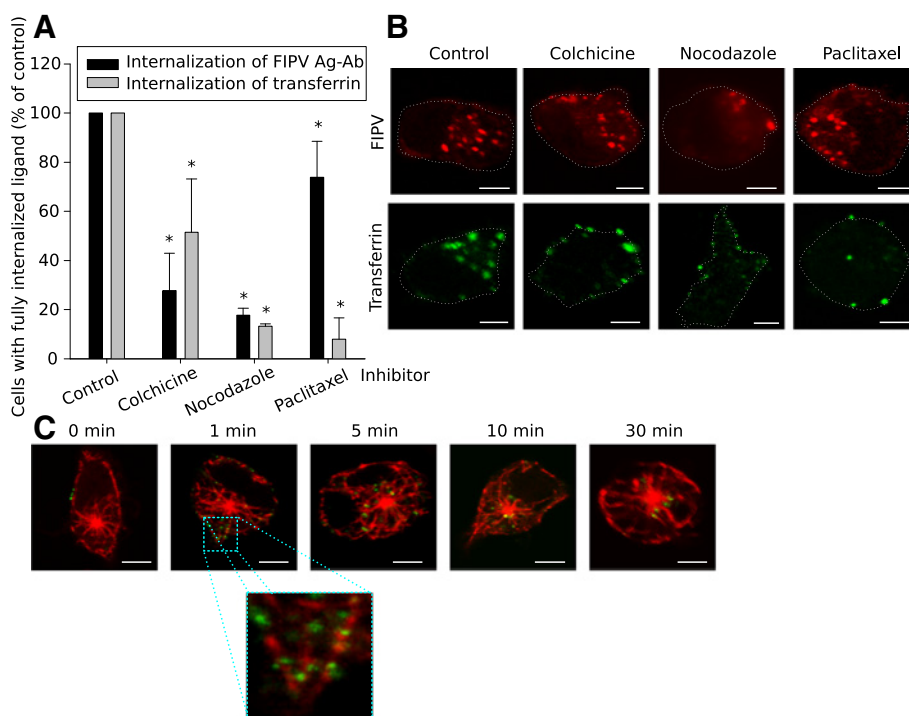 A
Cells with fully internalized ligand (% of control)
Internalization of FIPV Ag-Ab
Internalization of transferrin
120
100
80
60
40
20
0
*
*
*
*
*
*
Control
Colchicine
Nocodazole
Paclitaxel
Inhibitor
B
Control Colchicine Nocodazole Paclitaxel
FIPV
Transferrin
C
0 min 1 min 5 min 10 min 30 min